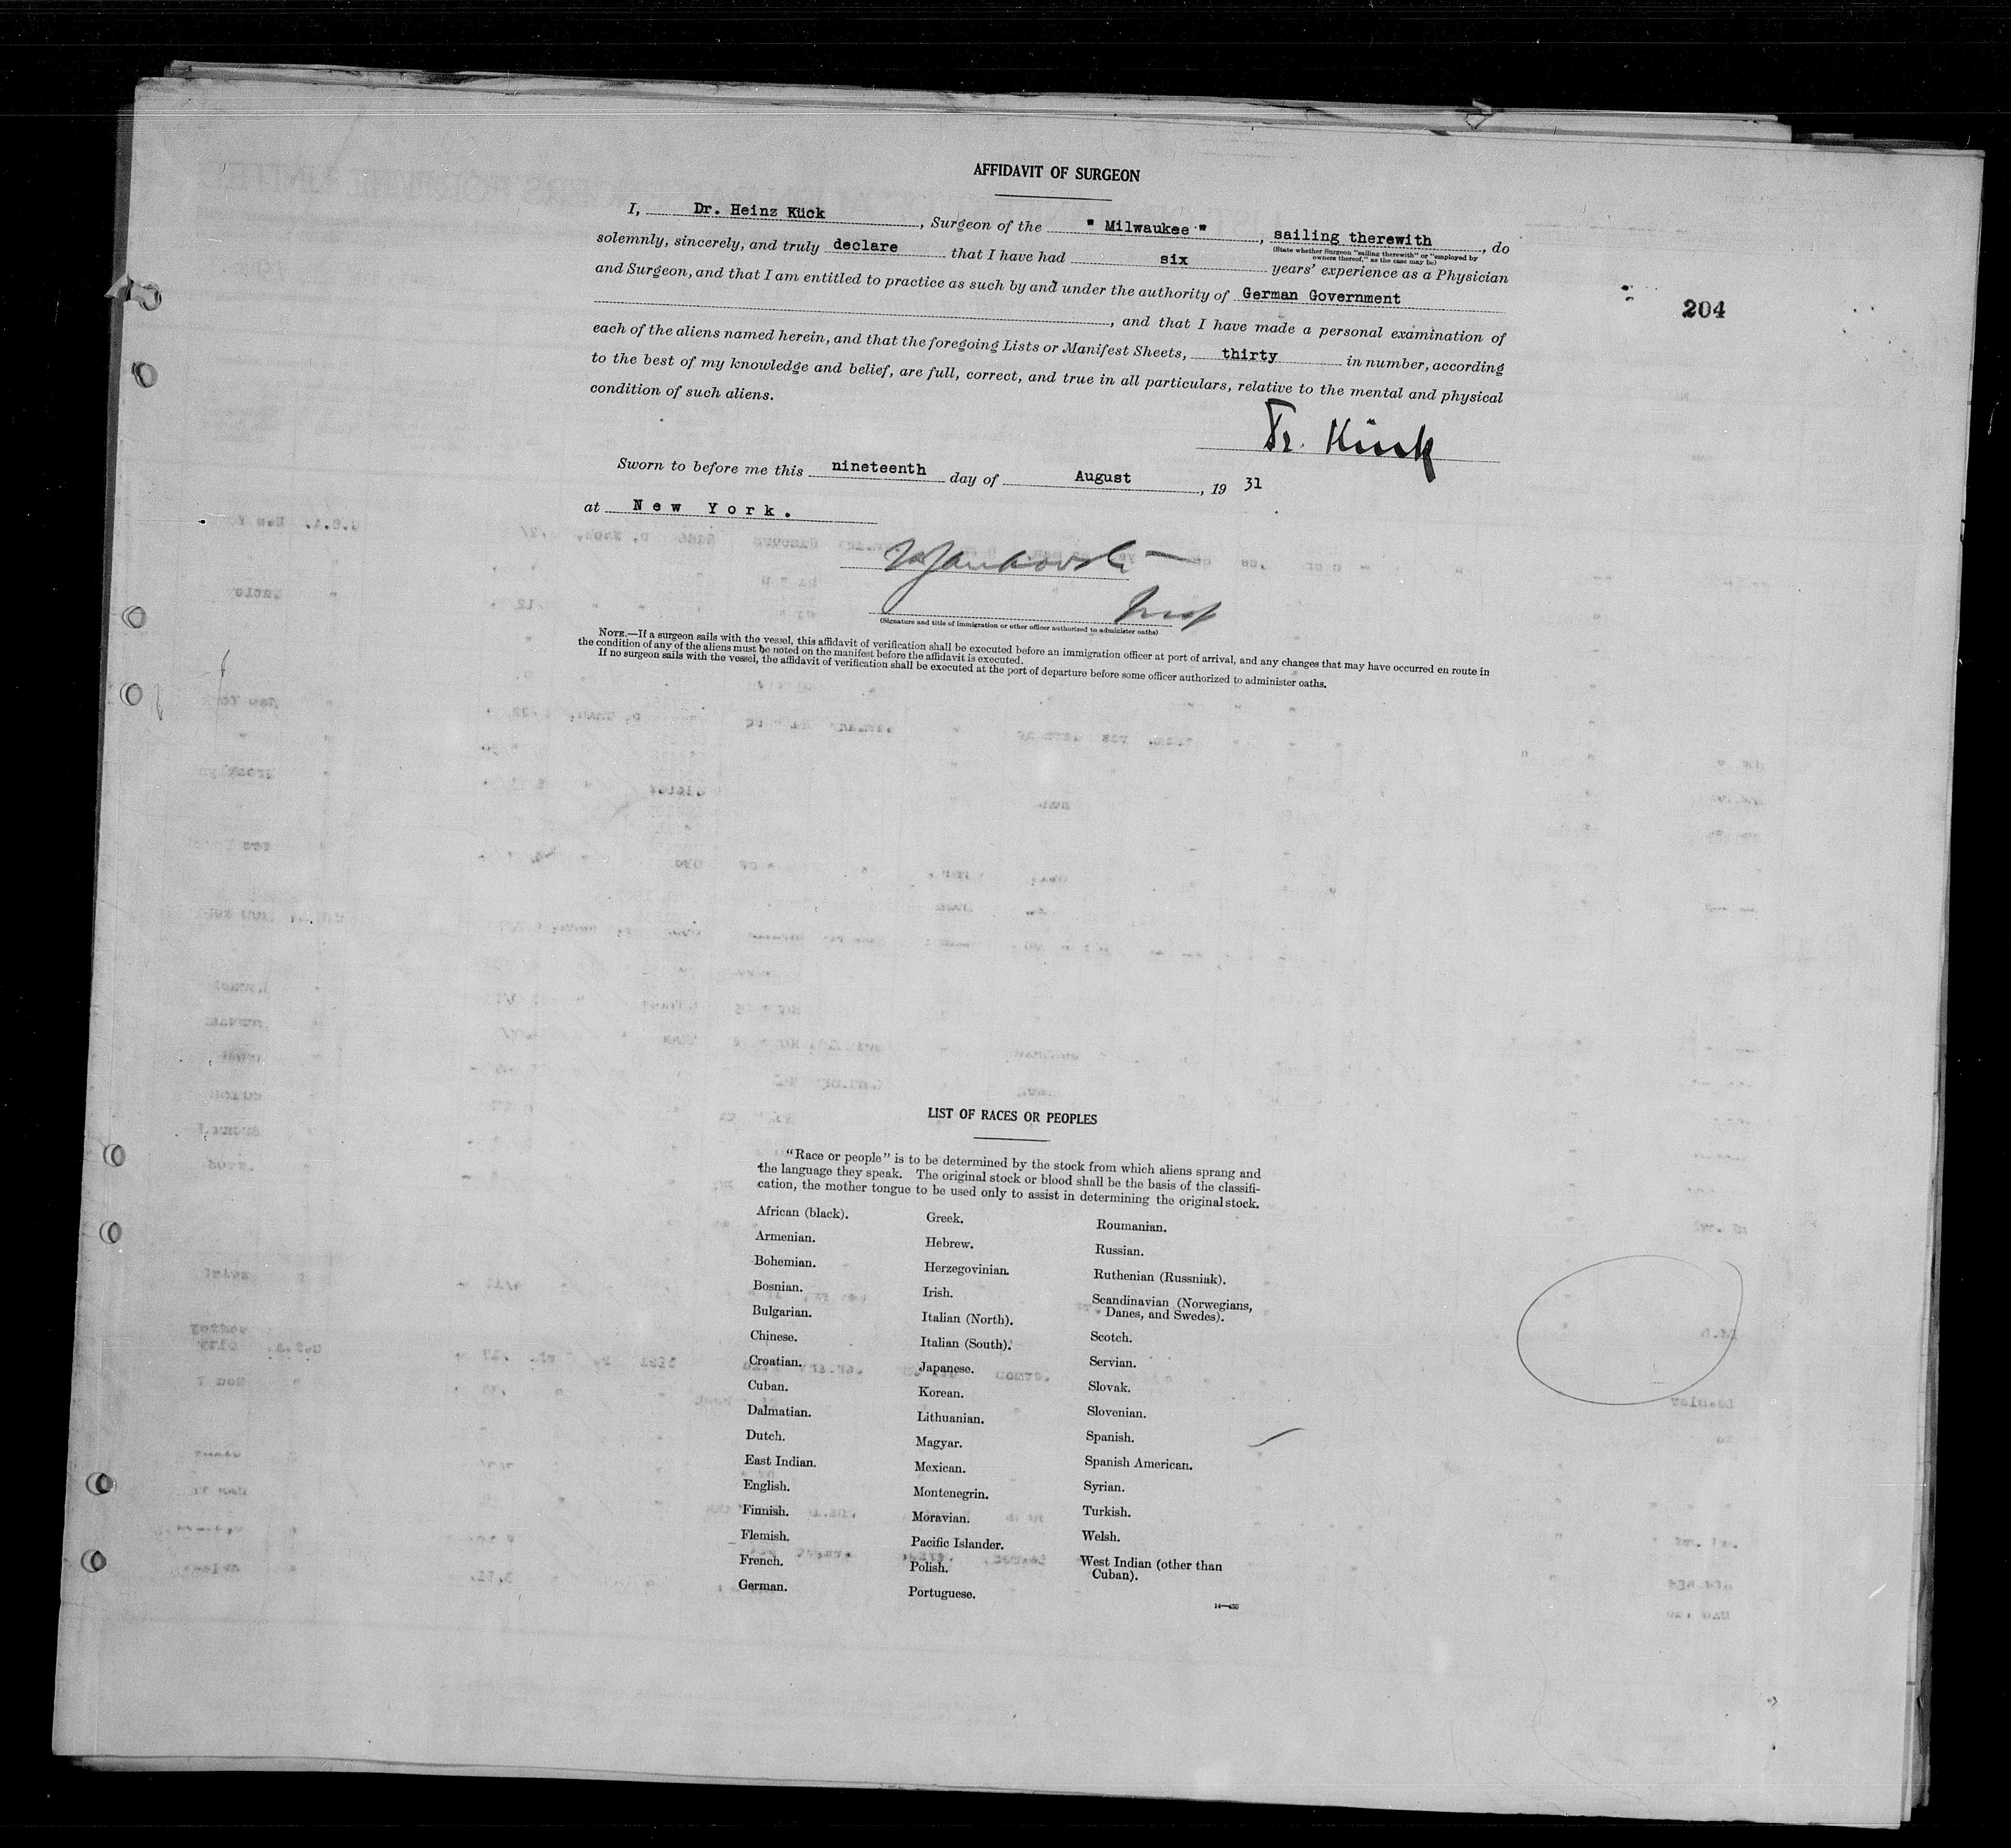 AFFIDAVIT OF SURGEON
I, Dr. Heinz Kück, Surgeon of the " Milwaukee ", sailing therewith, do
(State whether Surgeon "sailing therewith" or "employed by
owners thereof," as the case may be)
solemnly, sincerely, and truly declare that I have had six years' experience as a Physician
and Surgeon, and that I am entitled to practice as such by and under the authority of German Government
204
, and that I have made a personal examination of
each of the aliens named herein, and that the foregoing Lists or Manifest Sheets, thirty in number, according
to the best of my knowledge and belief, are full, correct, and true in all particulars, relative to the mental and physical
condition of such aliens.
Dr. Kück
Sworn to before me this nineteenth day of August, 19 31
at New York.
Insp
(Signature and title of immigration or other officer authorized to administer oaths)
NOTE.—If a surgeon sails with the vessel, this affidavit of verification shall be executed before an immigration officer at port of arrival, and any changes that may have occurred en route in
the condition of any of the aliens must be noted on the manifest before the affidavit is executed.
If no surgeon sails with the vessel, the affidavit of verification shall be executed at the port of departure before some officer authorized to administer oaths.
LIST OF RACES OR PEOPLES
"Race or people" is to be determined by the stock from which aliens sprang and
the language they speak. The original stock or blood shall be the basis of the classifi-
cation, the mother tongue to be used only to assist in determining the original stock.
African (black).
Armenian.
Bohemian.
Bosnian.
Bulgarian.
Chinese.
Croatian.
Cuban.
Dalmatian.
Dutch.
East Indian.
English.
Finnish.
Flemish.
French.
German.
Greek.
Hebrew.
Herzegovinian.
Irish.
Italian (North).
Italian (South).
Japanese.
Korean.
Lithuanian.
Magyar.
Mexican.
Montenegrin.
Moravian.
Pacific Islander.
Polish.
Portuguese.
Roumanian.
Russian.
Ruthenian (Russniak).
Scandinavian (Norwegians,
Danes, and Swedes).
Scotch.
Servian.
Slovak.
Slovenian.
Spanish.
Spanish American.
Syrian.
Turkish.
Welsh.
West Indian (other than
Cuban).